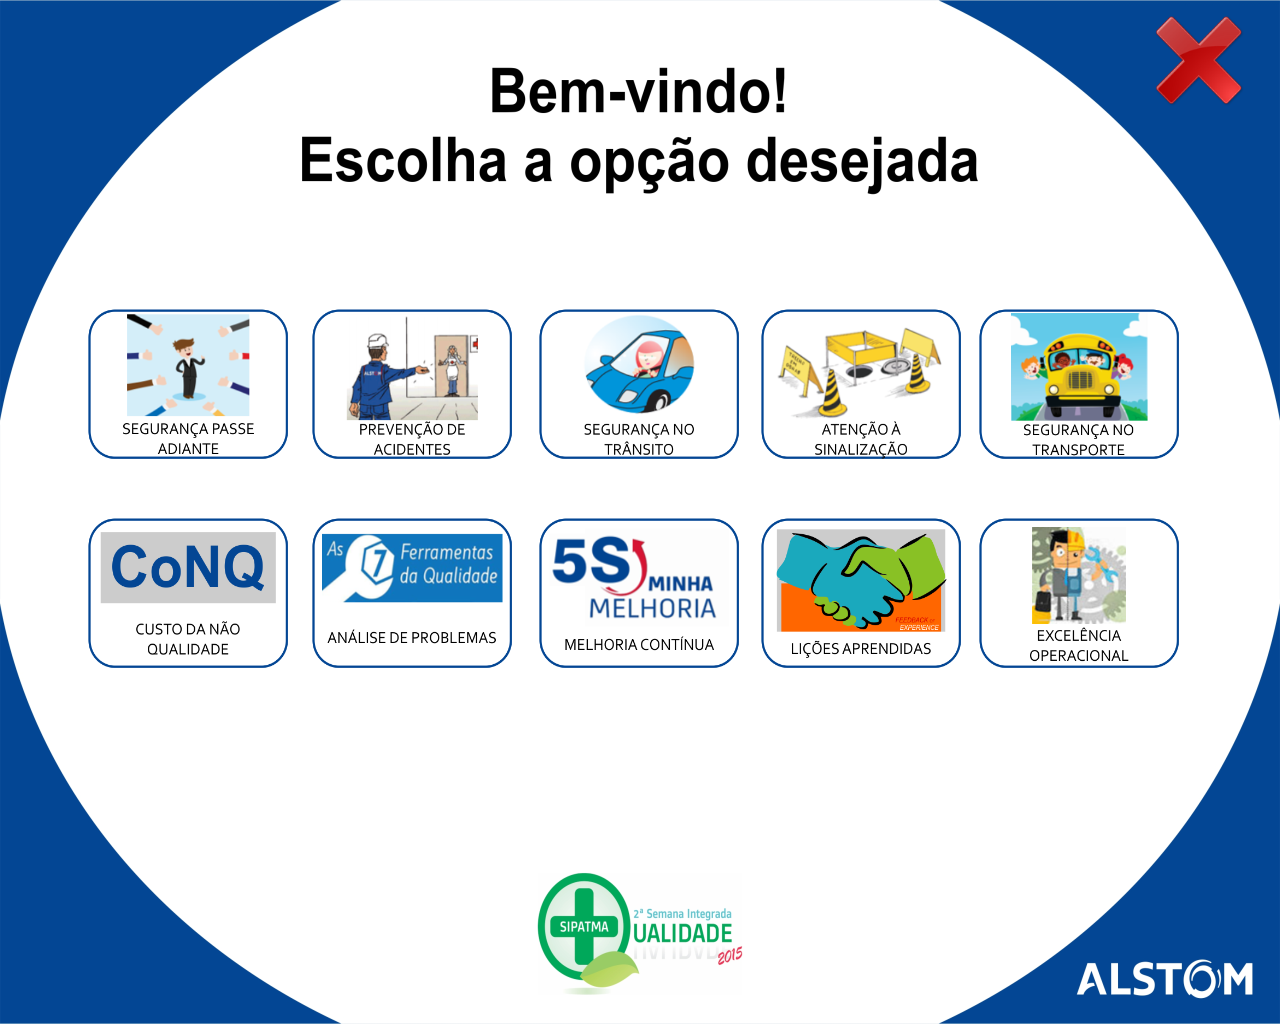 Bem-vindo!
Escolha a opção desejada
ALSTOM
SEGURANÇA PASSE
ADIANTE
PREVENÇÃO DE
ACIDENTES
SEGURANÇA NO
TRÂNSITO
ATENÇÃO À
SINALIZAÇÃO
SEGURANÇA NO
TRANSPORTE
CoNQ
CUSTO DA NÃO
QUALIDADE
As 7 Ferramentas
da Qualidade
ANÁLISE DE PROBLEMAS
5S MINHA
MELHORIA
MELHORIA CONTÍNUA
FEEDBACK
EXPERIENCE
LIÇÕES APRENDIDAS
EXCELÊNCIA
OPERACIONAL
SIPATMA
2ª Semana Integrada
QUALIDADE
2015
ALSTOM